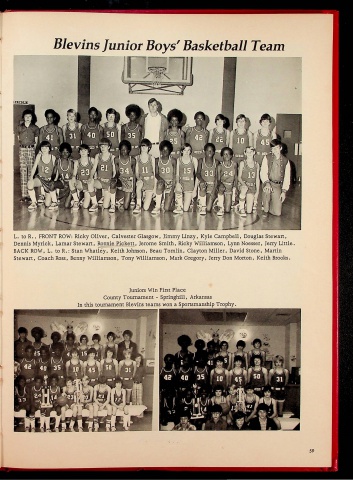 Blevins Junior Boys' Basketball Team
L. to R., FRONT ROW: Ricky Oliver, Calvester Glasgow, Jimmy Linzy, Kyle Campbell, Douglas Stewart,
Dennis Myrick, Lamar Stewart, Ronnie Pickett, Jerome Smith, Ricky Williamson, Lynn Noesser, Jerry Little.
BACK ROW, L. to R.: Stan Whatley, Keith Johnson, Beau Tomlin, Clayton Miller, David Stone, Martin
Stewart, Coach Ross, Benny Williamson, Tony Williamson, Mark Gregory, Jerry Don Morton, Keith Brooks.
Juniors Win First Place
County Tournament - Springhill, Arkansas
In this tournament Blevins teams won a Sportsmanship Trophy.
59